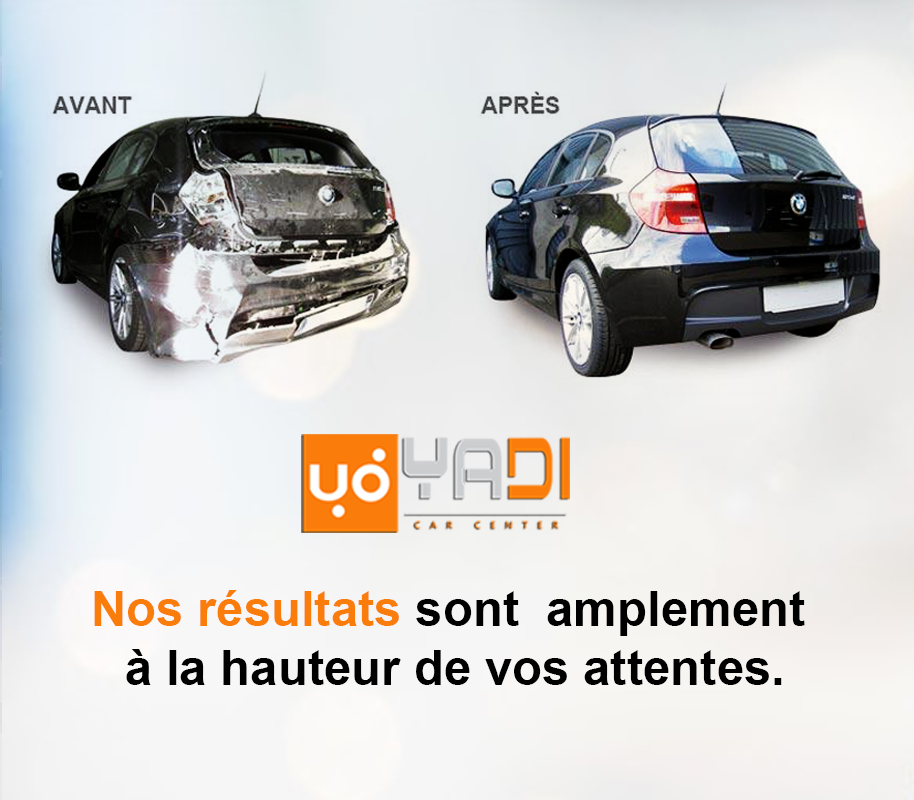 AVANT
APRÈS
YADI
CAR CENTER
Nos résultats sont amplement
à la hauteur de vos attentes.